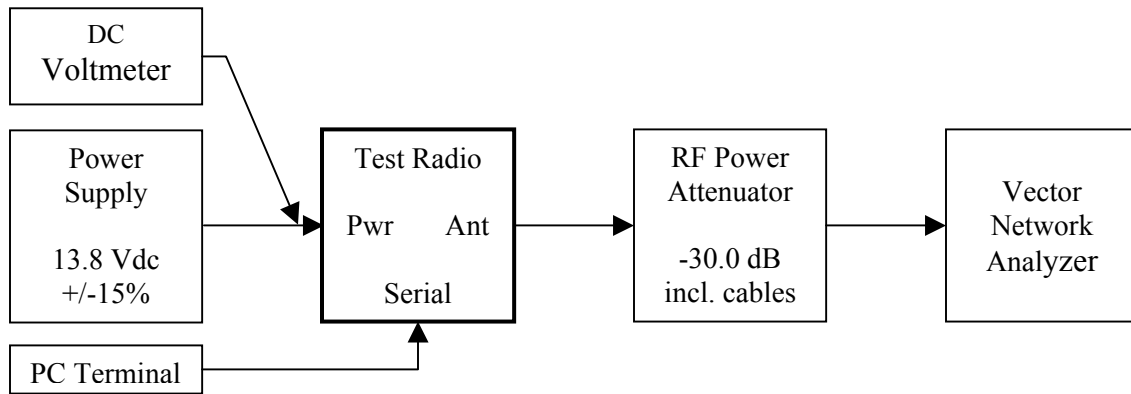 DC
Voltmeter
Power
Supply
13.8 Vdc
+/-15%
PC Terminal
Test Radio
Pwr Ant
Serial
RF Power
Attenuator
-30.0 dB
incl. cables
Vector
Network
Analyzer